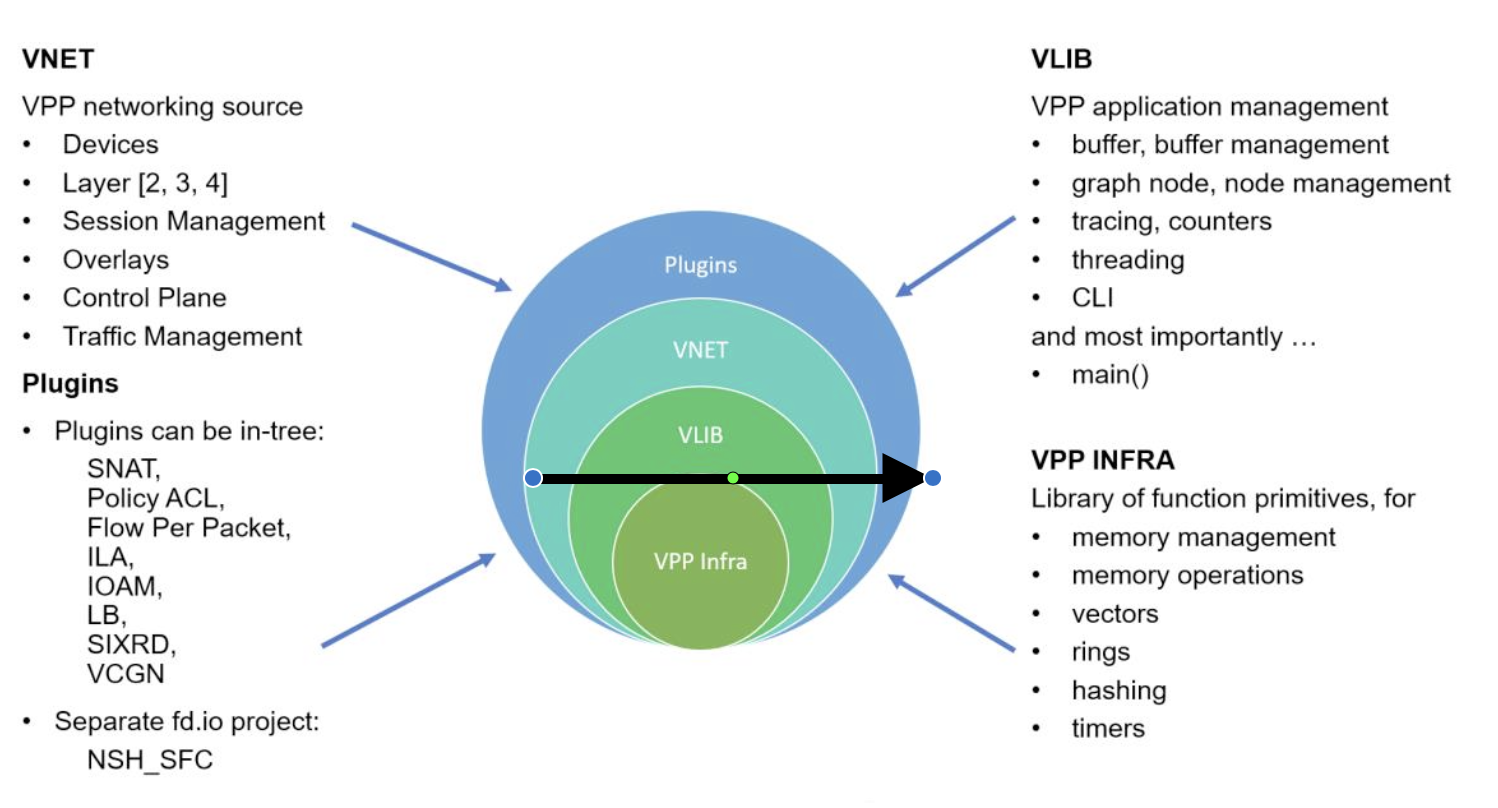 VNET
VPP networking source
• Devices
• Layer [2, 3, 4]
• Session Management
• Overlays
• Control Plane
• Traffic Management
Plugins
• Plugins can be in-tree:
SNAT,
Policy ACL,
Flow Per Packet,
ILA,
IOAM,
LB,
SIXRD,
VCGN
• Separate fd.io project:
NSH_SFC
Plugins
VNET
VLIB
VPP Infra
VLIB
VPP application management
• buffer, buffer management
• graph node, node management
• tracing, counters
• threading
• CLI
and most importantly …
• main()
VPP INFRA
Library of function primitives, for
• memory management
• memory operations
• vectors
• rings
• hashing
• timers